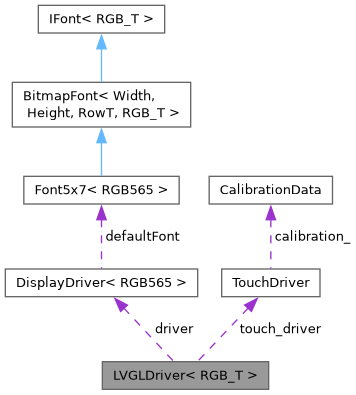 IFont< RGB_T >
BitmapFont< Width,
Height, RowT, RGB_T >
Font5x7< RGB565 >
CalibrationData
defaultFont
calibration_
DisplayDriver< RGB565 >
TouchDriver
driver
touch_driver
LVGLDriver< RGB_T >